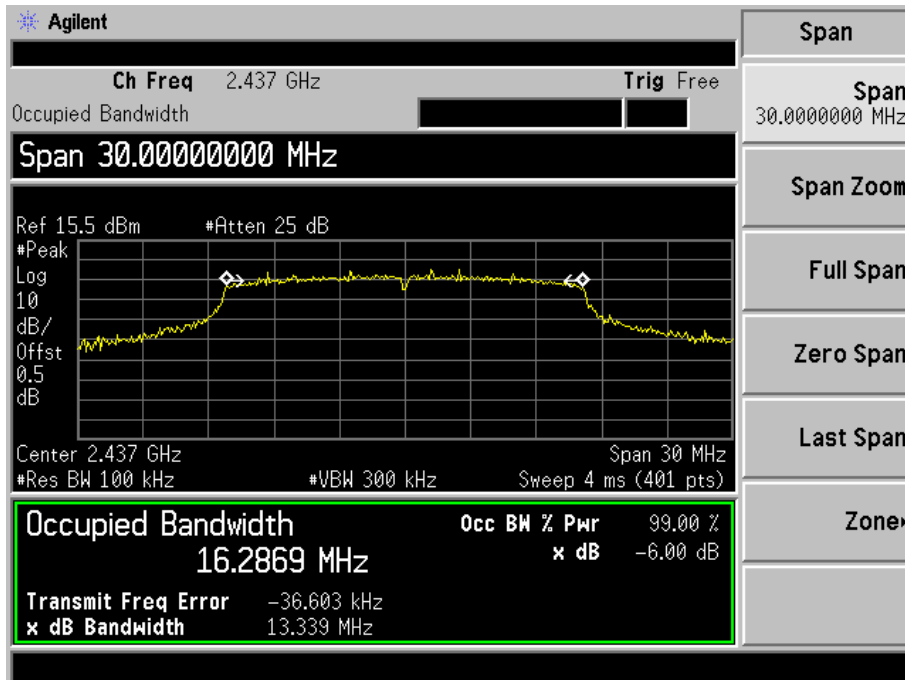 Agilent
Span
Ch Freq 2.437 GHz Trig Free
Occupied Bandwidth
Span
30.0000000 MHz
Span 30.00000000 MHz
Span Zoom
Ref 15.5 dBm #Atten 25 dB
#Peak
Log
10
dB/
Offst
0.5
dB
Full Span
Zero Span
Last Span
Center 2.437 GHz Span 30 MHz
#Res BW 100 kHz #VBW 300 kHz Sweep 4 ms (401 pts)
Occupied Bandwidth
16.2869 MHz
Occ BW % Pwr 99.00 %
x dB -6.00 dB
Transmit Freq Error -36.603 kHz
x dB Bandwidth 13.339 MHz
Zone